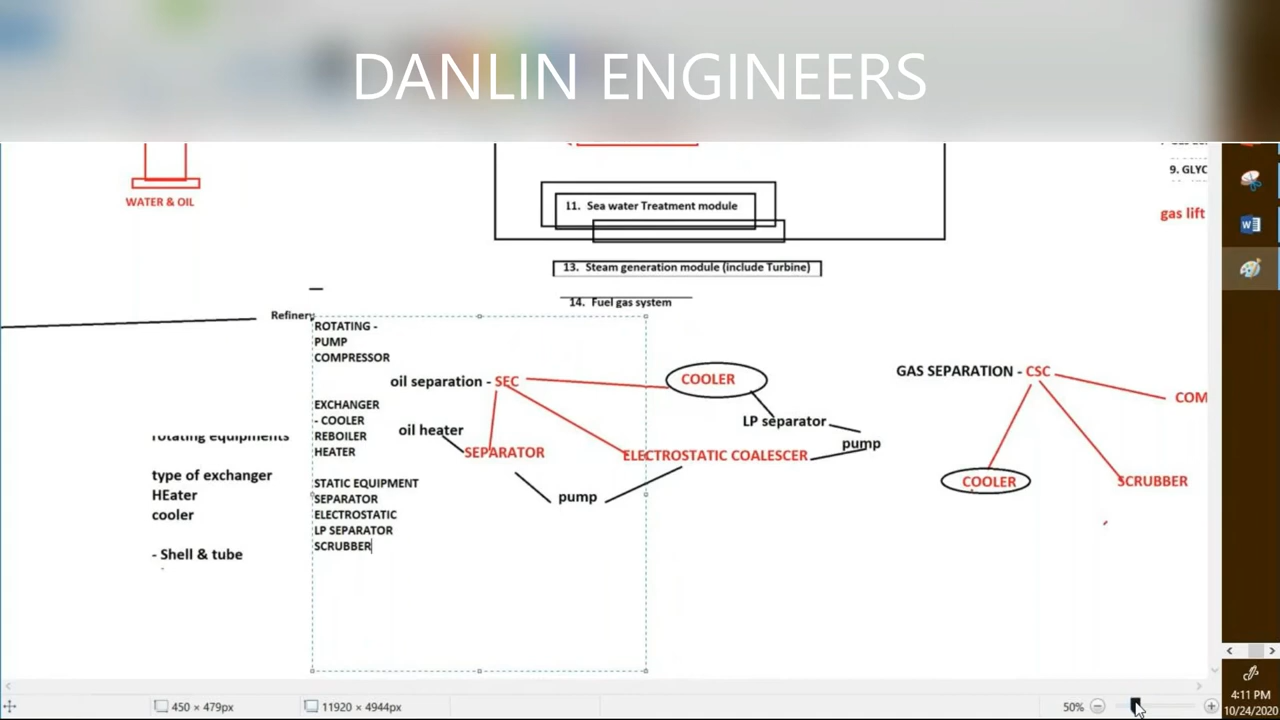 DANLIN ENGINEERS
9. GLYC
WATER & OIL
11. Sea water Treatment module
gas lift
13. Steam generation module (include Turbine)
14. Fuel gas system
Refinery
ROTATING -
PUMP
COMPRESSOR
EXCHANGER
- COOLER
REBOILER
HEATER
STATIC EQUIPMENT
SEPARATOR
ELECTROSTATIC
LP SEPARATOR
SCRUBBER
oil separation - SEC
COOLER
oil heater
LP separator
pump
SEPARATOR
ELECTROSTATIC COALESCER
pump
GAS SEPARATION - CSC
COM
COOLER
SCRUBBER
rotating equipments
type of exchanger
HEater
cooler
- Shell & tube
450 × 479px
11920 × 4944px
50%
4:11 PM
10/24/2020